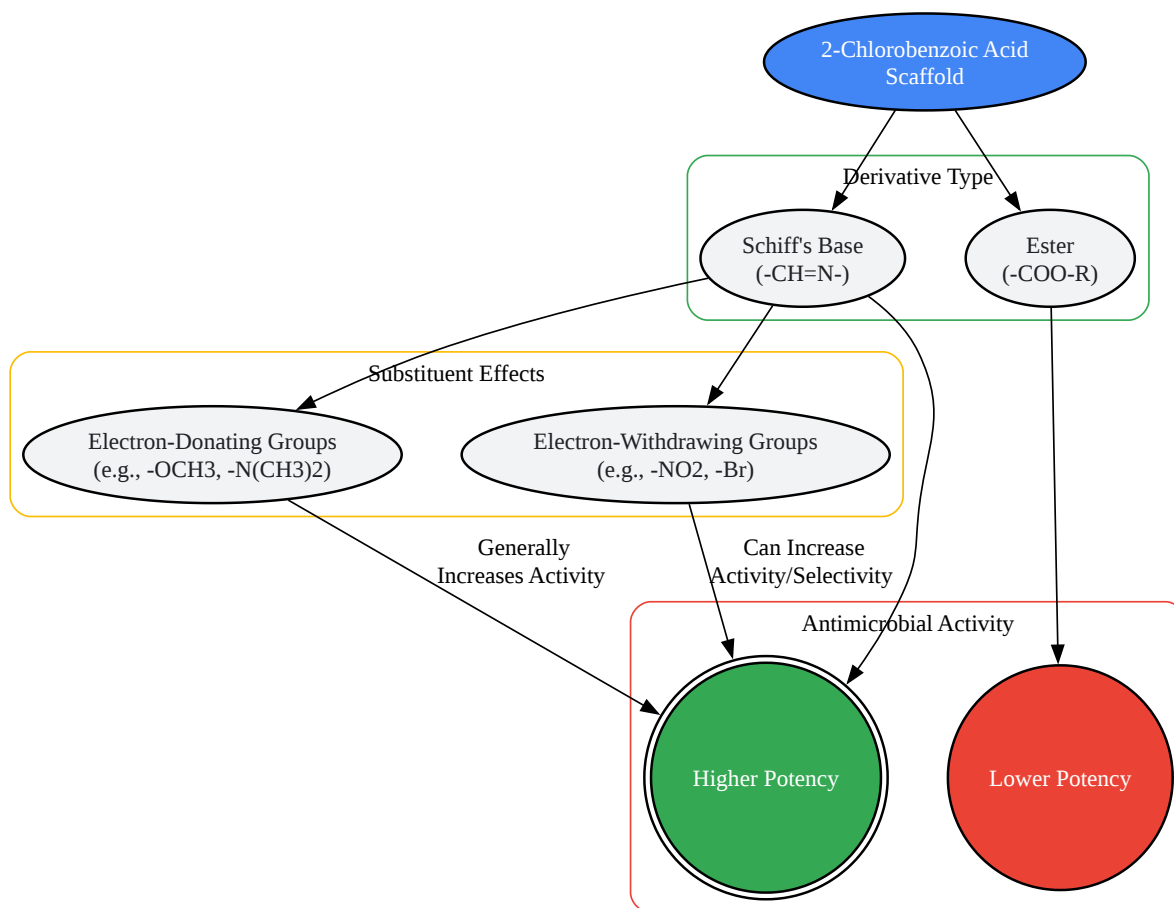 2-Chlorobenzoic Acid
Scaffold
Derivative Type
Schiff's Base
(-CH=N-)
Ester
(-COO-R)
Substituent Effects
Electron-Donating Groups
(e.g., -OCH3, -N(CH3)2)
Electron-Withdrawing Groups
(e.g., -NO2, -Br)
Generally
Increases Activity
Can Increase
Activity/Selectivity
Antimicrobial Activity
Higher Potency
Lower Potency